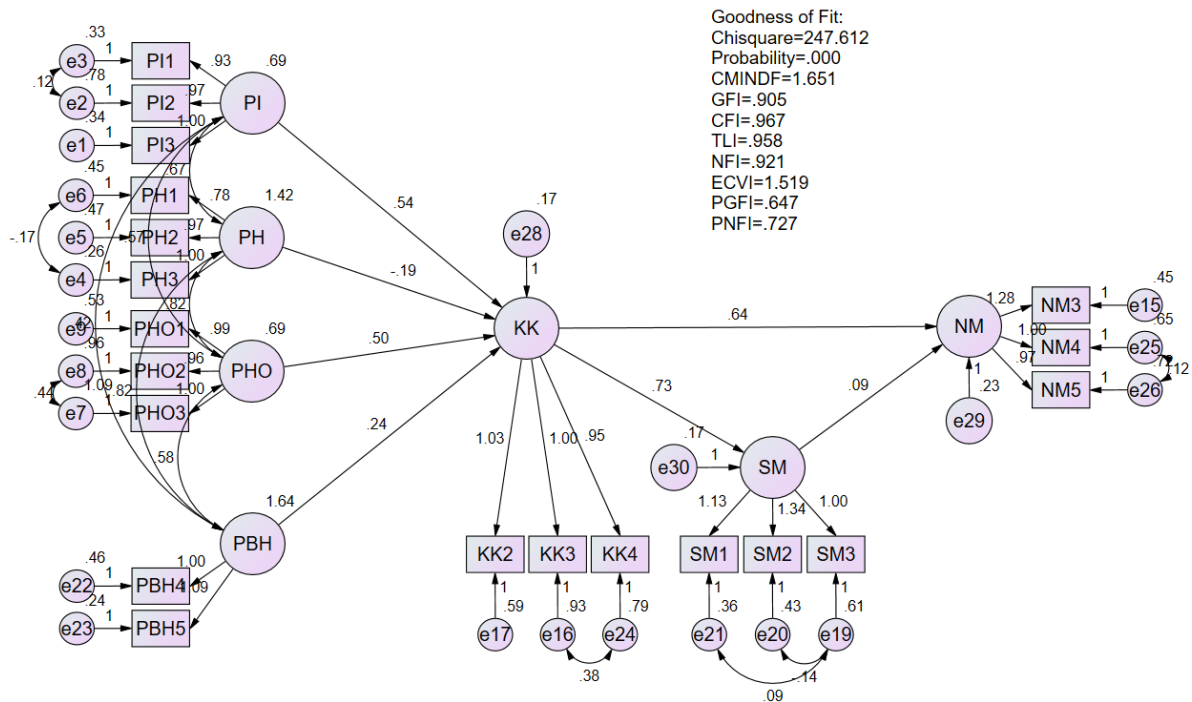 Goodness of Fit:
Chisquare=247.612
Probability=.000
CMINDF=1.651
GFI=.905
CFI=.967
TLI=.958
NFI=.921
ECVI=1.519
PGFI=.647
PNFI=.727
.33
e3 1 PI1 .93 .69
.12 .78
e2 1 PI2 .97 PI
.34
e1 1 PI3 1.00
.67
.45
e6 1 PH1 .78 1.42
.47
-.17 e5 1 PH2 .97 PH
.57
.26
e4 1 PH3 1.00
.82
.53
e9 PHO1 .99 .69
.42
.96
e8 1 PHO2 .96 PHO
.44 1.09 .82
e7 1 PHO3 1.00
.58
1.64
PBH
.46
e22 1 PBH4 1.00
1.09
.24
e23 1 PBH5
.54
-.19
.50
.24
.17
e28
1
KK
.64
.73
.09
1.03 1.00 .95
KK2 KK3 KK4
1 1 1
.59 .93 .79
e17 e16 e24
.38
.17
e30 1 SM
1.13 1.34 1.00
SM1 SM2 SM3
1 1 1
.36 .43 .61
e21 e20 e19
-.14
.09
NM
1.28 NM3 1 .45
e15
1.00 NM4 1 .65
e25
.97 NM5 1 .72
e26
.12
1
.23
e29